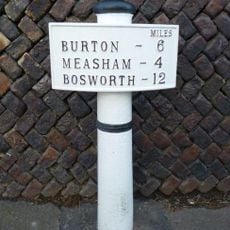 MILES
BURTON - 6
MEASHAM - 4
BOSWORTH - 12